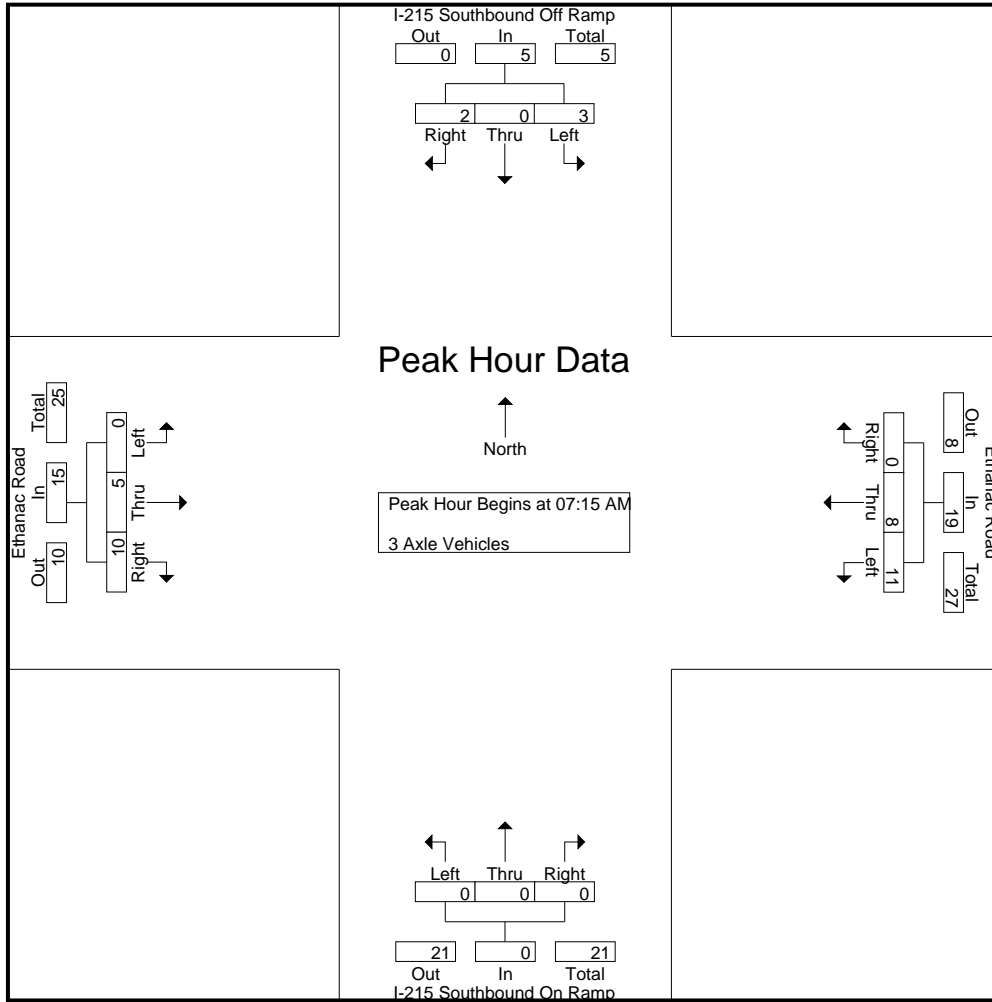 I-215 Southbound Off Ramp
Out In Total
0 5 5
2 0 3
Right Thru Left
Peak Hour Data
North
Peak Hour Begins at 07:15 AM
3 Axle Vehicles
Ethanac Road
Total In Out
25 15 10
0 5 10
Left Thru Right
Right Thru Left
0 8 11
Out In Total
8 19 27
Ethanac Road
Left Thru Right
0 0 0
21 0 21
Out In Total
I-215 Southbound On Ramp